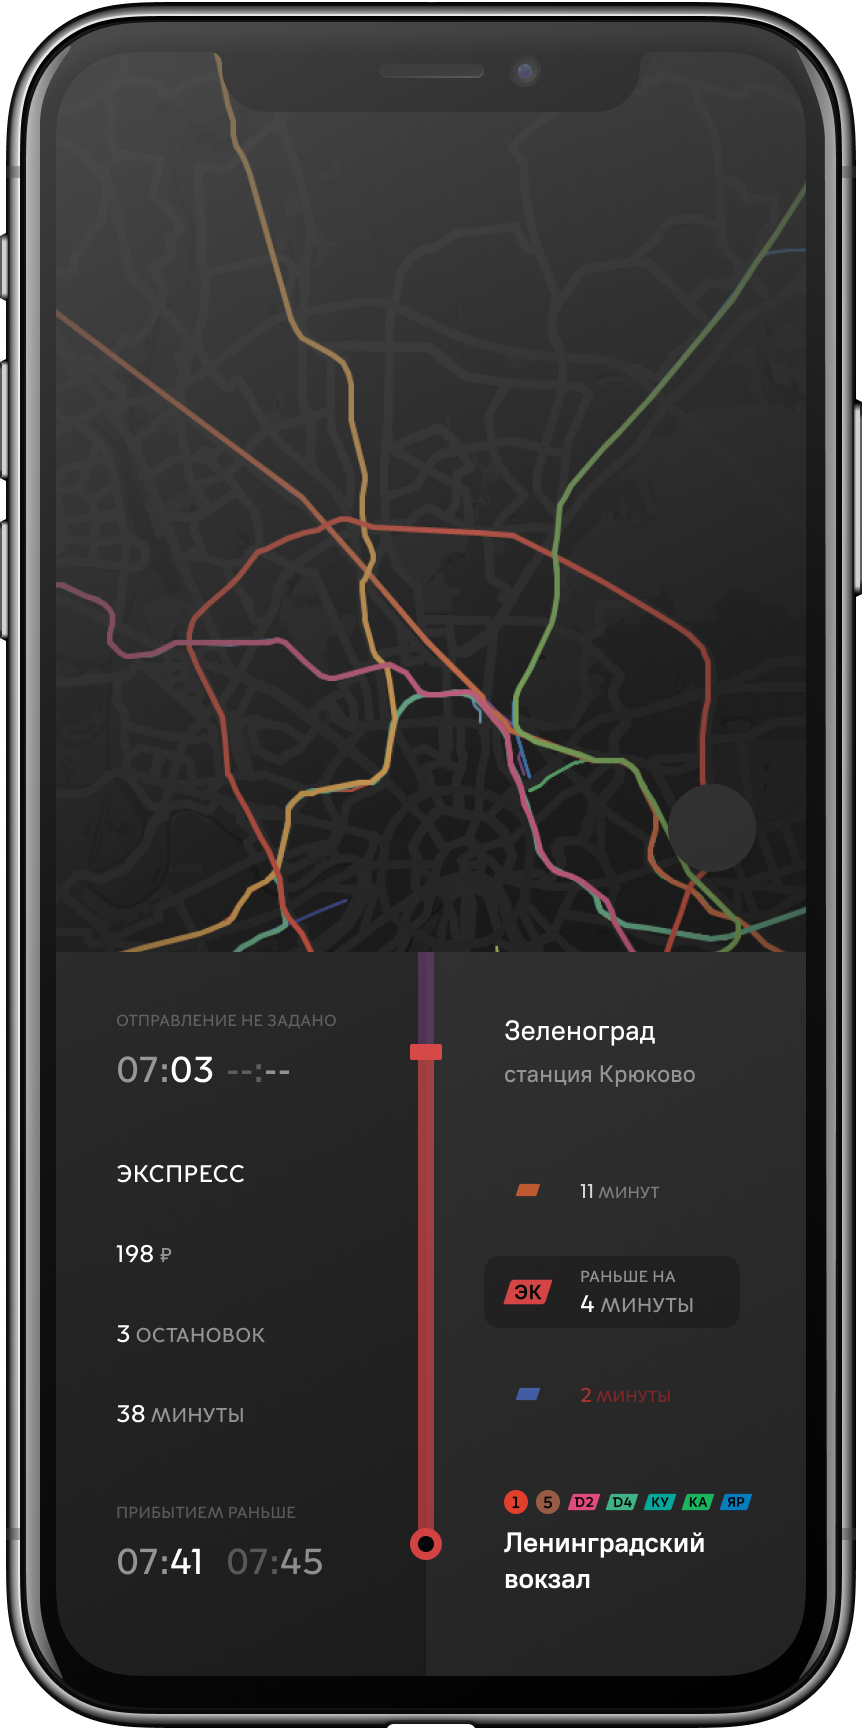 ОТПРАВЛЕНИЕ НЕ ЗАДАНО
07:03 --:--
Зеленоград
станция Крюково
ЭКСПРЕСС
198 ₽
3 ОСТАНОВОК
38 МИНУТЫ
11 МИНУТ
ЭК РАНЬШЕ НА
4 МИНУТЫ
2 МИНУТЫ
ПРИБЫТИЕМ РАНЬШЕ
07:41 07:45
1 5 D2 D4 КУ КА ЯР
Ленинградский
вокзал